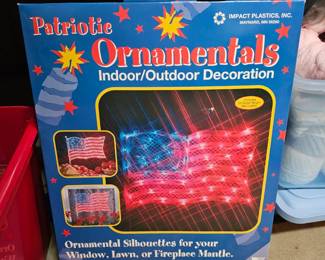 Patriotic
IMPACT PLASTICS, INC.
Ornamentals
Indoor/Outdoor Decoration
Ornamental Silhouettes for your
Window, Lawn, or Fireplace Mantle.